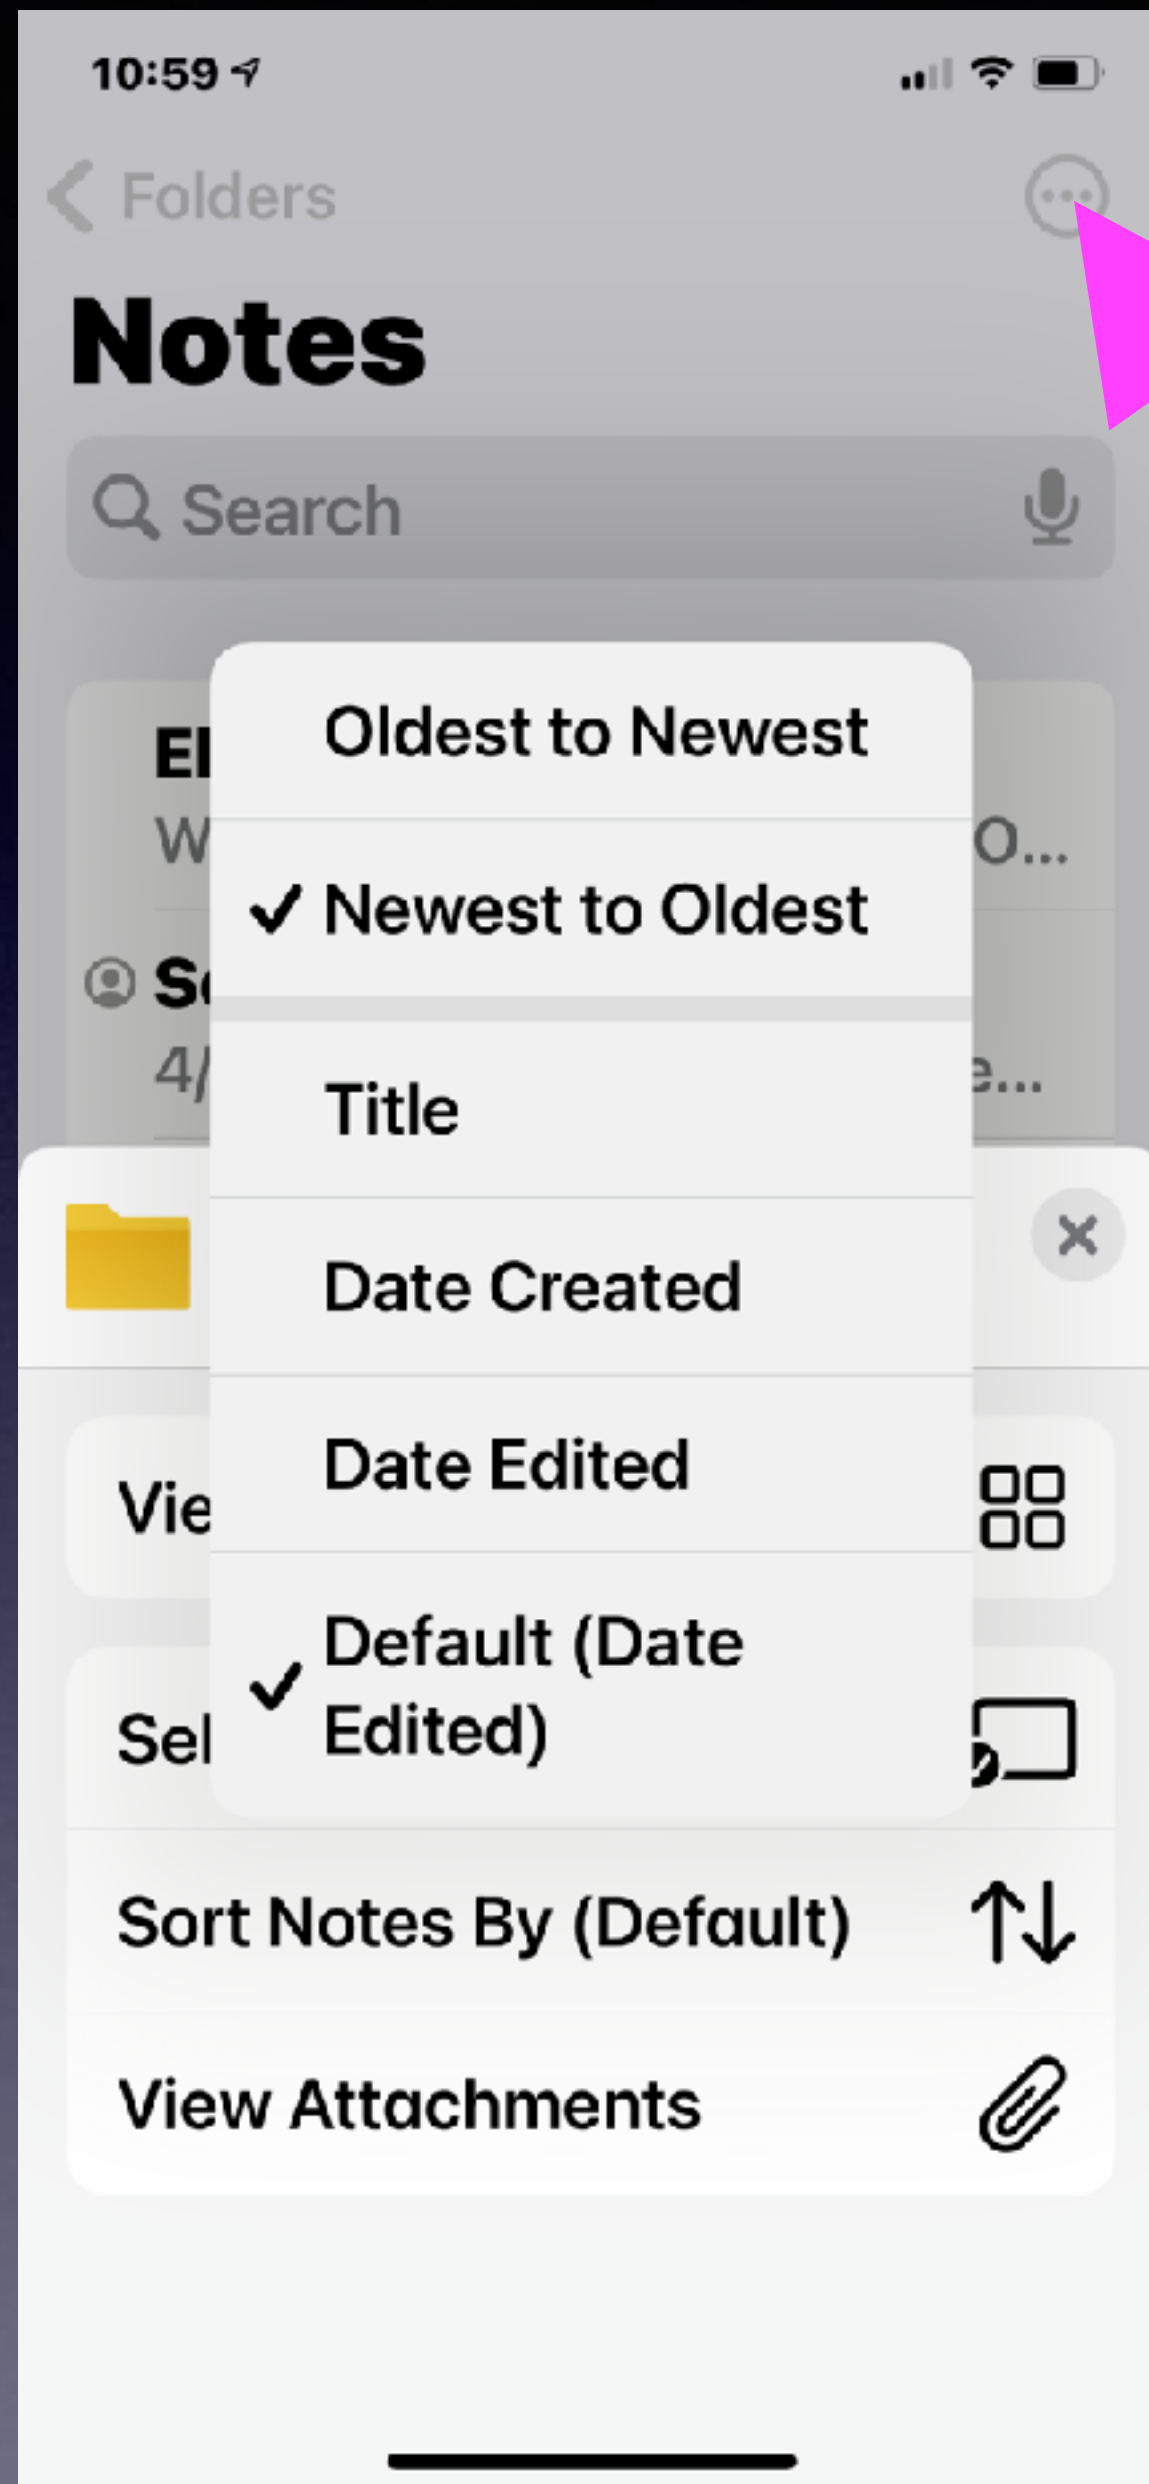 10:59
Folders
Notes
Search
Oldest to Newest
✓ Newest to Oldest
Title
Date Created
Date Edited
✓ Default (Date
Edited)
Sort Notes By (Default)
View Attachments